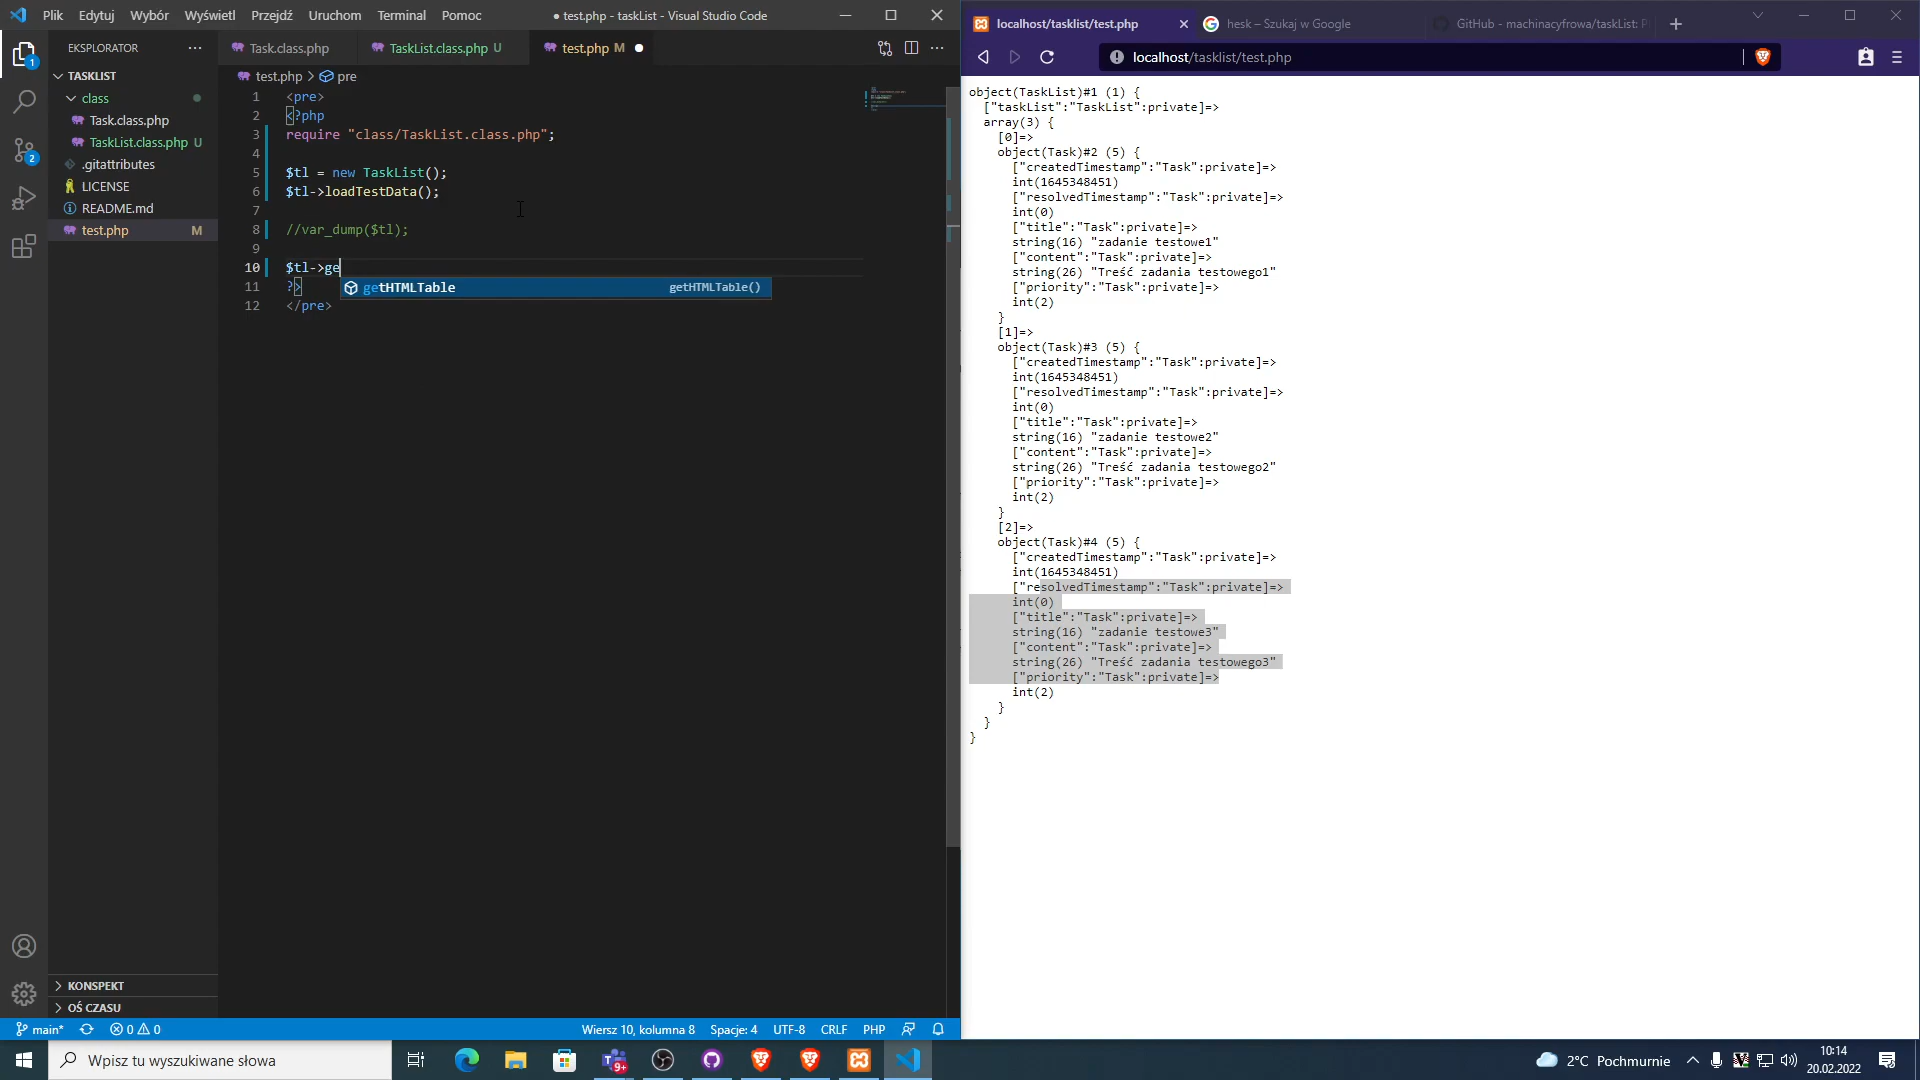 Plik Edytuj Wybór Wyświetl Przejdź Uruchom Terminal Pomoc ● test.php - taskList - Visual Studio Code
EKSPLORATOR
TASKLIST
class
Task.class.php
TaskList.class.php U
.gitattributes
LICENSE
README.md
test.php M
KONSPEKT
OŚ CZASU
1
2
Task.class.php TaskList.class.php U test.php M
test.php > pre
1 <pre>
2 <?php
3 require "class/TaskList.class.php";
4
5 $tl = new TaskList();
6 $tl->loadTestData();
7
8 //var_dump($tl);
9
10 $tl->ge
11 ?>
12 </pre>
getHTMLTable getHTMLTable()
main* 0 0 Wiersz 10, kolumna 8 Spacje: 4 UTF-8 CRLF PHP
localhost/tasklist/test.php hesk – Szukaj w Google GitHub - machinacyfrowa/taskList: P
localhost/tasklist/test.php
object(TaskList)#1 (1) {
["taskList":"TaskList":private]=>
array(3) {
[0]=>
object(Task)#2 (5) {
["createdTimestamp":"Task":private]=>
int(1645348451)
["resolvedTimestamp":"Task":private]=>
int(0)
["title":"Task":private]=>
string(16) "zadanie testowe1"
["content":"Task":private]=>
string(26) "Treść zadania testowego1"
["priority":"Task":private]=>
int(2)
}
[1]=>
object(Task)#3 (5) {
["createdTimestamp":"Task":private]=>
int(1645348451)
["resolvedTimestamp":"Task":private]=>
int(0)
["title":"Task":private]=>
string(16) "zadanie testowe2"
["content":"Task":private]=>
string(26) "Treść zadania testowego2"
["priority":"Task":private]=>
int(2)
}
[2]=>
object(Task)#4 (5) {
["createdTimestamp":"Task":private]=>
int(1645348451)
["resolvedTimestamp":"Task":private]=>
int(0)
["title":"Task":private]=>
string(16) "zadanie testowe3"
["content":"Task":private]=>
string(26) "Treść zadania testowego3"
["priority":"Task":private]=>
int(2)
}
}
}
Wpisz tu wyszukiwane słowa
9+
2°C Pochmurnie
10:14
20.02.2022